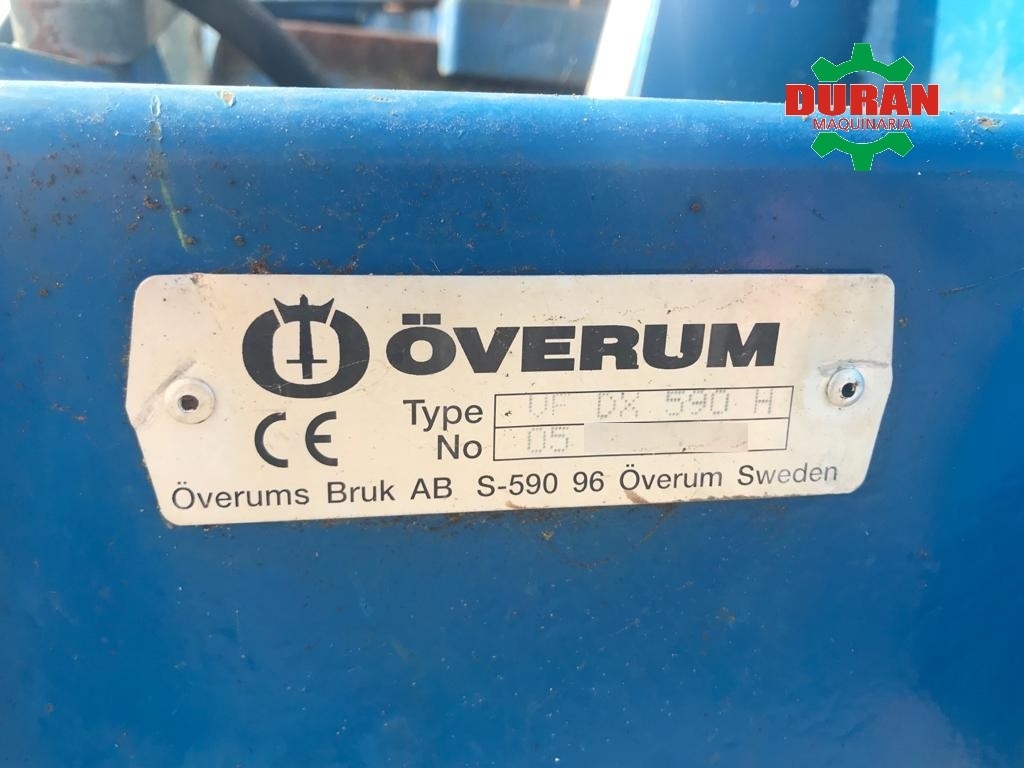 DURAN
MAQUINARIA
ÖVERUM
Type VF DX 590 H
CE
No 05
Överums Bruk AB S-590 96 Överum Sweden